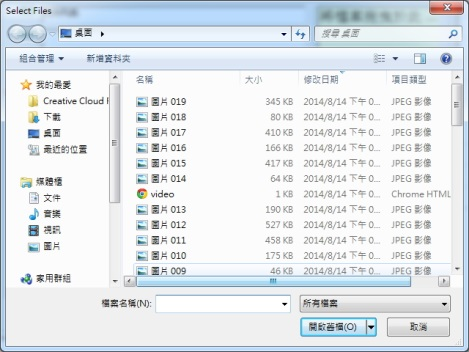 Select Files
桌面
搜尋 桌面
組合管理
新增資料夾
我的最愛
Creative Cloud F
下載
桌面
最近的位置
媒體櫃
文件
音樂
視訊
圖片
家用群組
名稱 大小 修改日期 項目類型
圖片 019 345 KB 2014/8/14 下午 0... JPEG 影像
圖片 018 80 KB 2014/8/14 下午 0... JPEG 影像
圖片 017 410 KB 2014/8/14 下午 0... JPEG 影像
圖片 016 166 KB 2014/8/14 下午 0... JPEG 影像
圖片 015 417 KB 2014/8/14 下午 0... JPEG 影像
圖片 014 64 KB 2014/8/14 下午 0... JPEG 影像
video 1 KB 2014/8/14 下午 0... Chrome HTML
圖片 013 190 KB 2014/8/14 下午 0... JPEG 影像
圖片 012 527 KB 2014/8/14 下午 0... JPEG 影像
圖片 011 458 KB 2014/8/14 下午 0... JPEG 影像
圖片 010 175 KB 2014/8/14 下午 0... JPEG 影像
圖片 009 46 KB 2014/8/14 下午 0... JPEG 影像
檔案名稱(N):
所有檔案
開啟舊檔(O)
取消